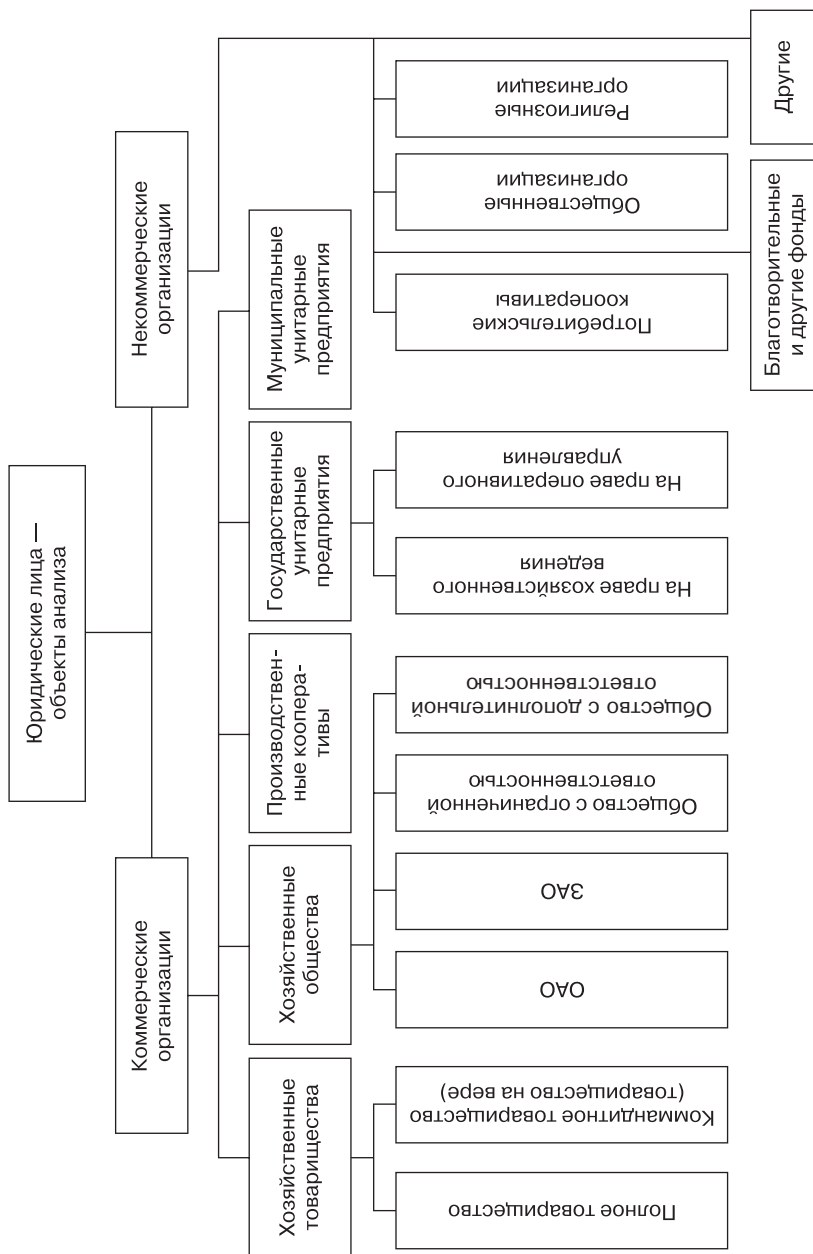 Юридические лица —
объекты анализа
Коммерческие
организации
Некоммерческие
организации
Хозяйственные
товарищества
Хозяйственные
общества
Производствен-
ные коопера-
тивы
Государственные
унитарные
предприятия
Муниципальные
унитарные
предприятия
Полное товарищество
Коммандитное товарищество
(товарищество на вере)
ОАО
ЗАО
Общество с ограниченной
ответственностью
Общество с дополнительной
ответственностью
На праве хозяйственного
ведения
На праве оперативного
управления
Потребительские
кооперативы
Общественные
организации
Религиозные
организации
Благотворительные
и другие фонды
Другие